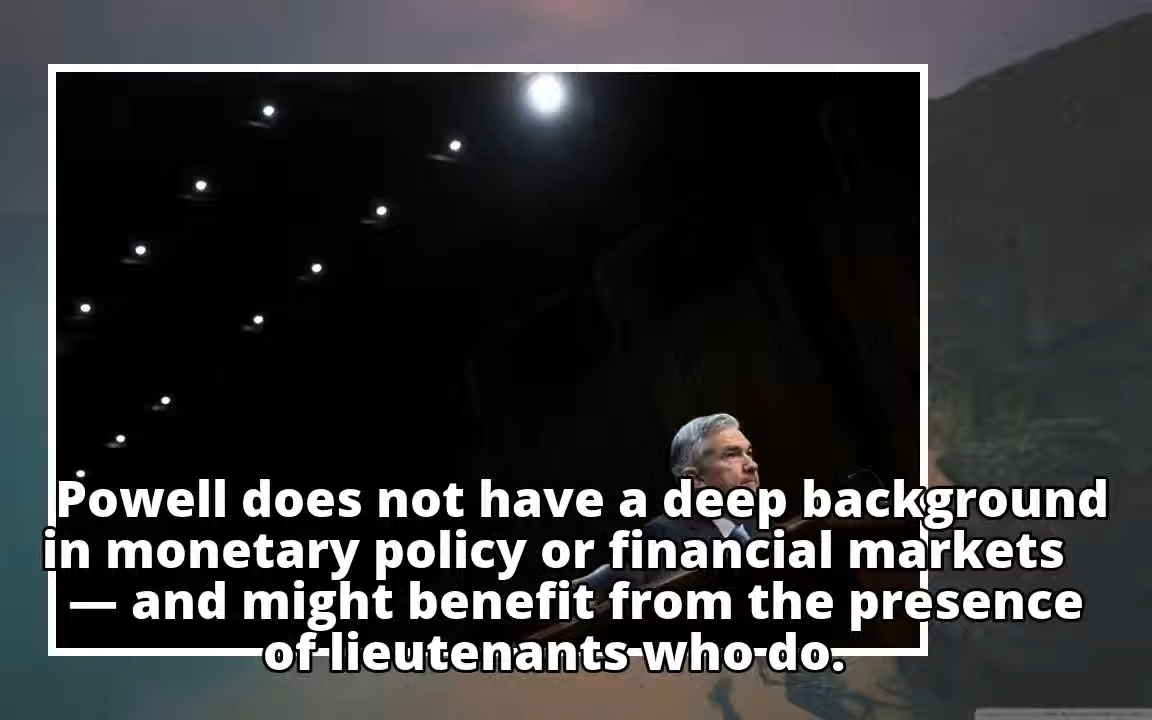 Powell does not have a deep background
in monetary policy or financial markets
— and might benefit from the presence
of lieutenants who do.